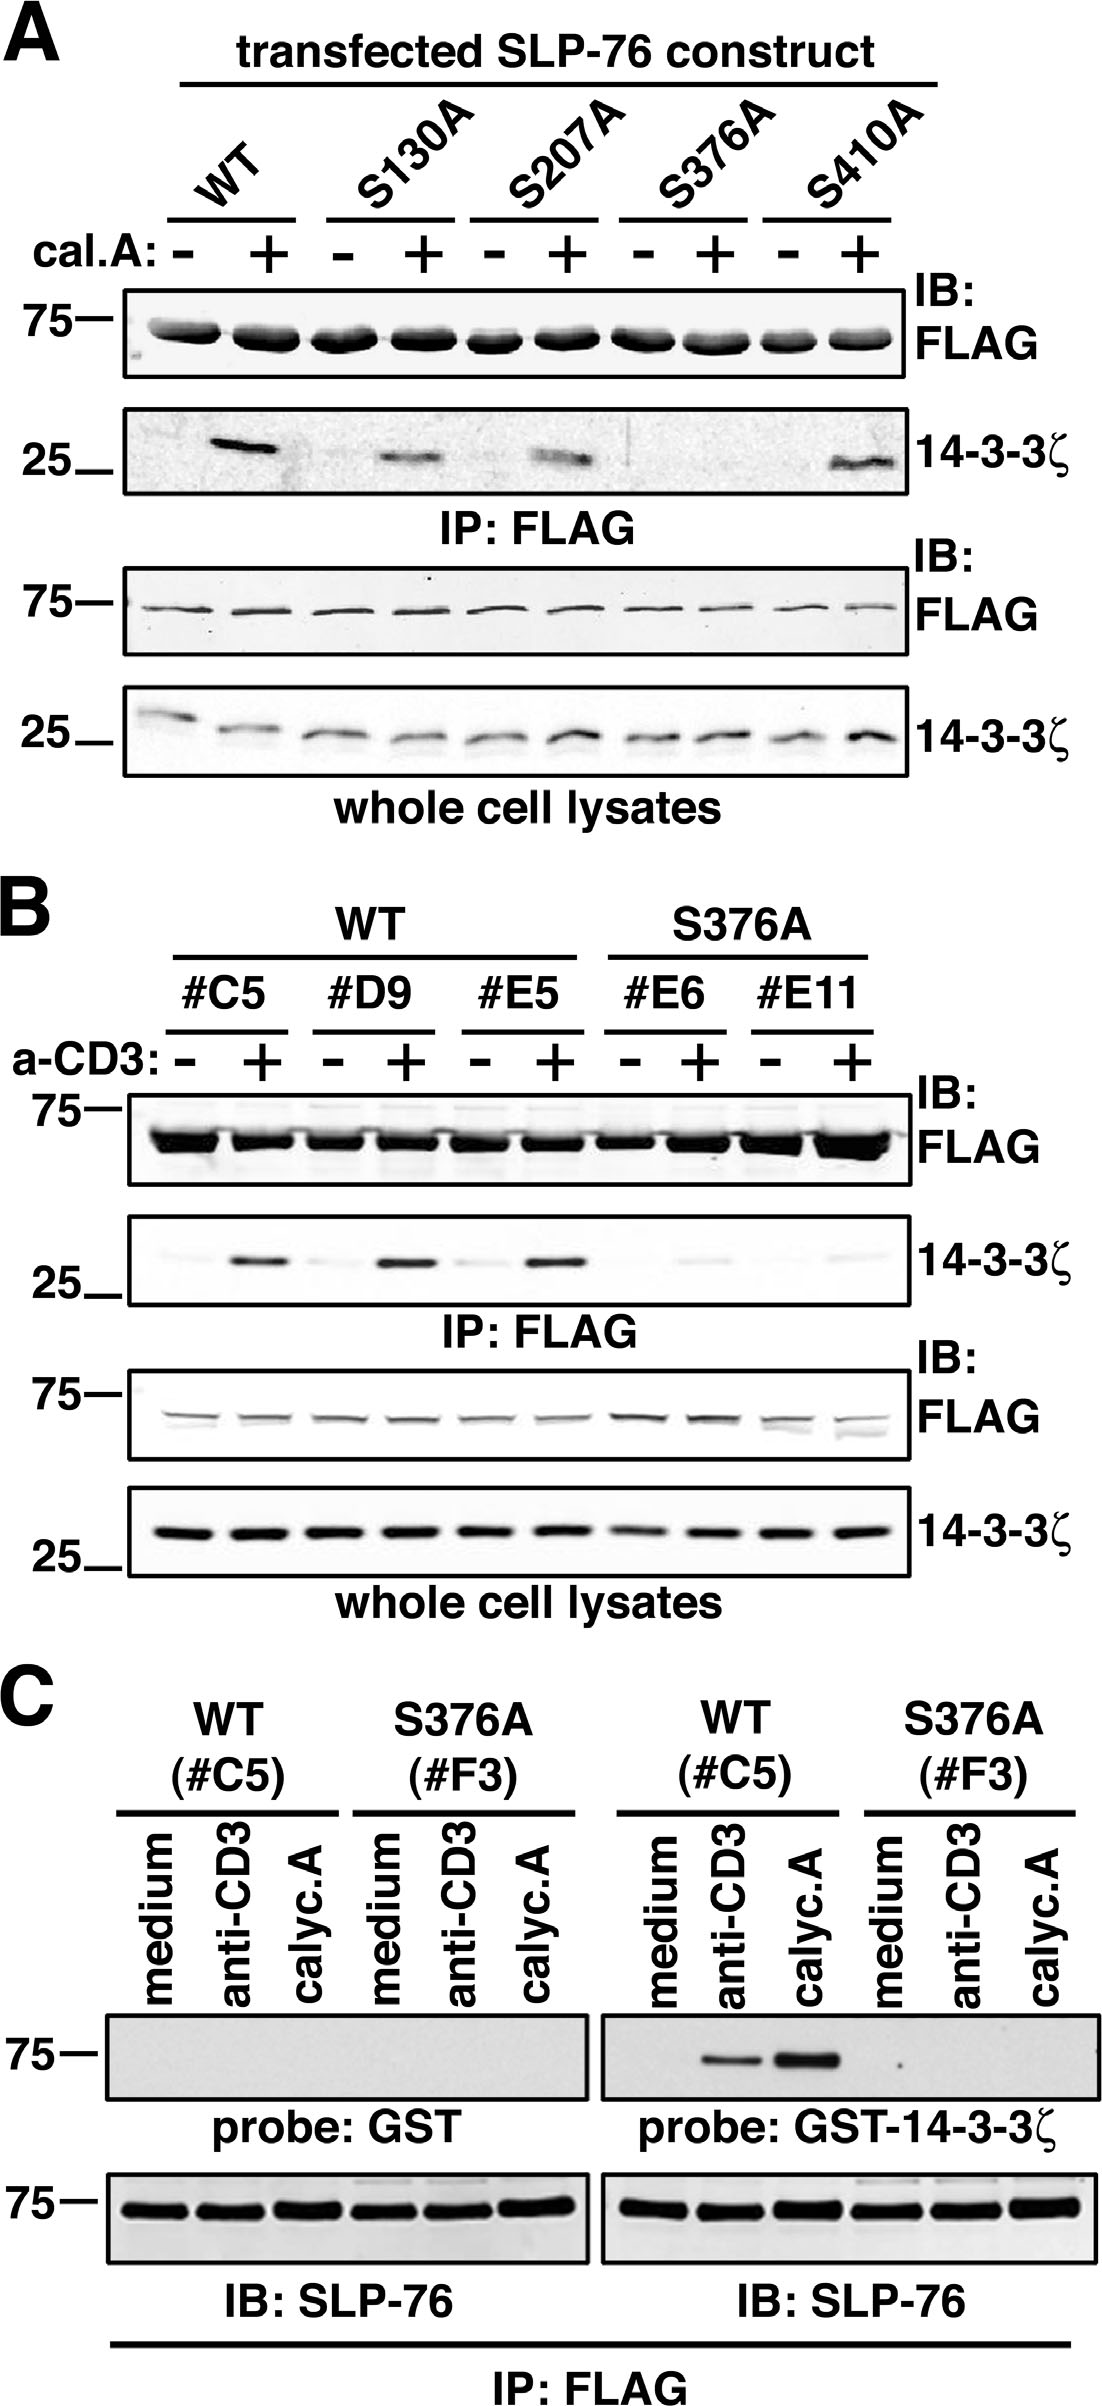 A
transfected SLP-76 construct
WT S130A S207A S376A S410A
cal.A: - + - + - + - + - +
IB:
75 FLAG
25 14-3-3ζ
IP: FLAG
IB:
75 FLAG
25 14-3-3ζ
whole cell lysates
B
WT S376A
#C5 #D9 #E5 #E6 #E11
a-CD3: - + - + - + - + - +
IB:
75 FLAG
25 14-3-3ζ
IP: FLAG
IB:
75 FLAG
25 14-3-3ζ
whole cell lysates
C
WT S376A WT S376A
(#C5) (#F3) (#C5) (#F3)
medium anti-CD3 calyc.A medium anti-CD3 calyc.A medium anti-CD3 calyc.A medium anti-CD3 calyc.A
75
probe: GST probe: GST-14-3-3ζ
75
IB: SLP-76 IB: SLP-76
IP: FLAG